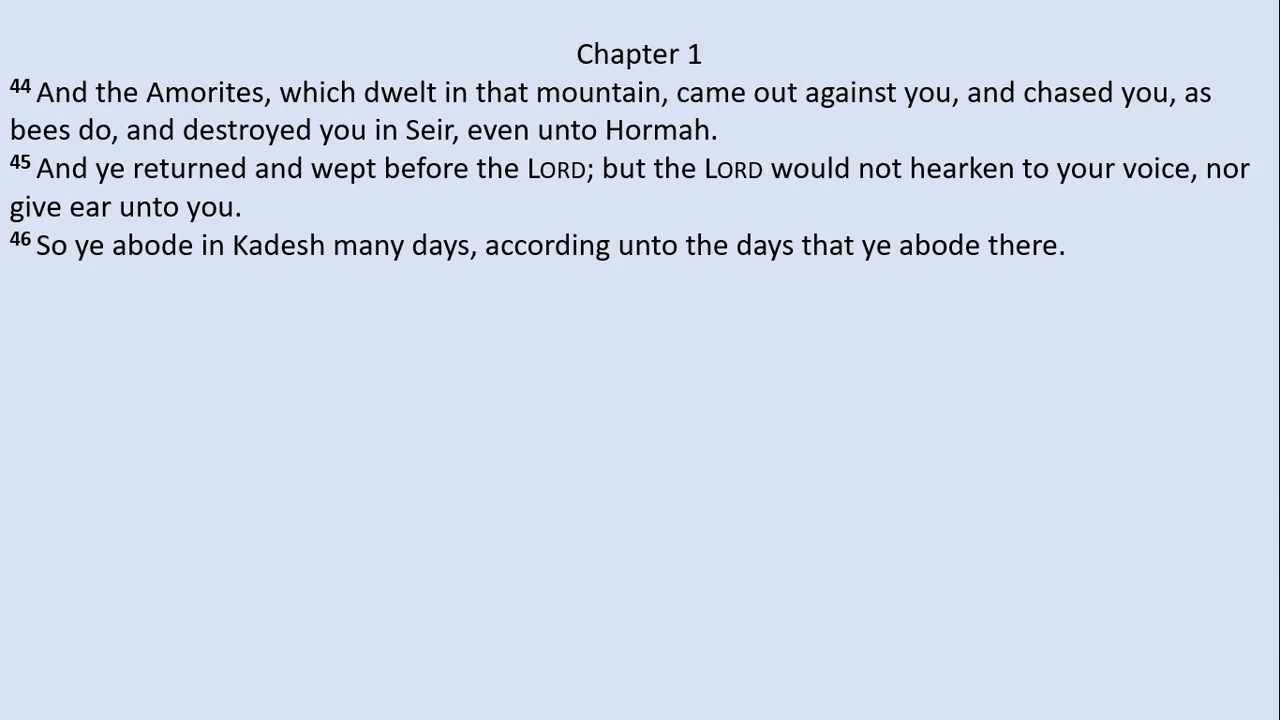 Chapter 1
44 And the Amorites, which dwelt in that mountain, came out against you, and chased you, as
bees do, and destroyed you in Seir, even unto Hormah.
45 And ye returned and wept before the LORD; but the LORD would not hearken to your voice, nor
give ear unto you.
46 So ye abode in Kadesh many days, according unto the days that ye abode there.